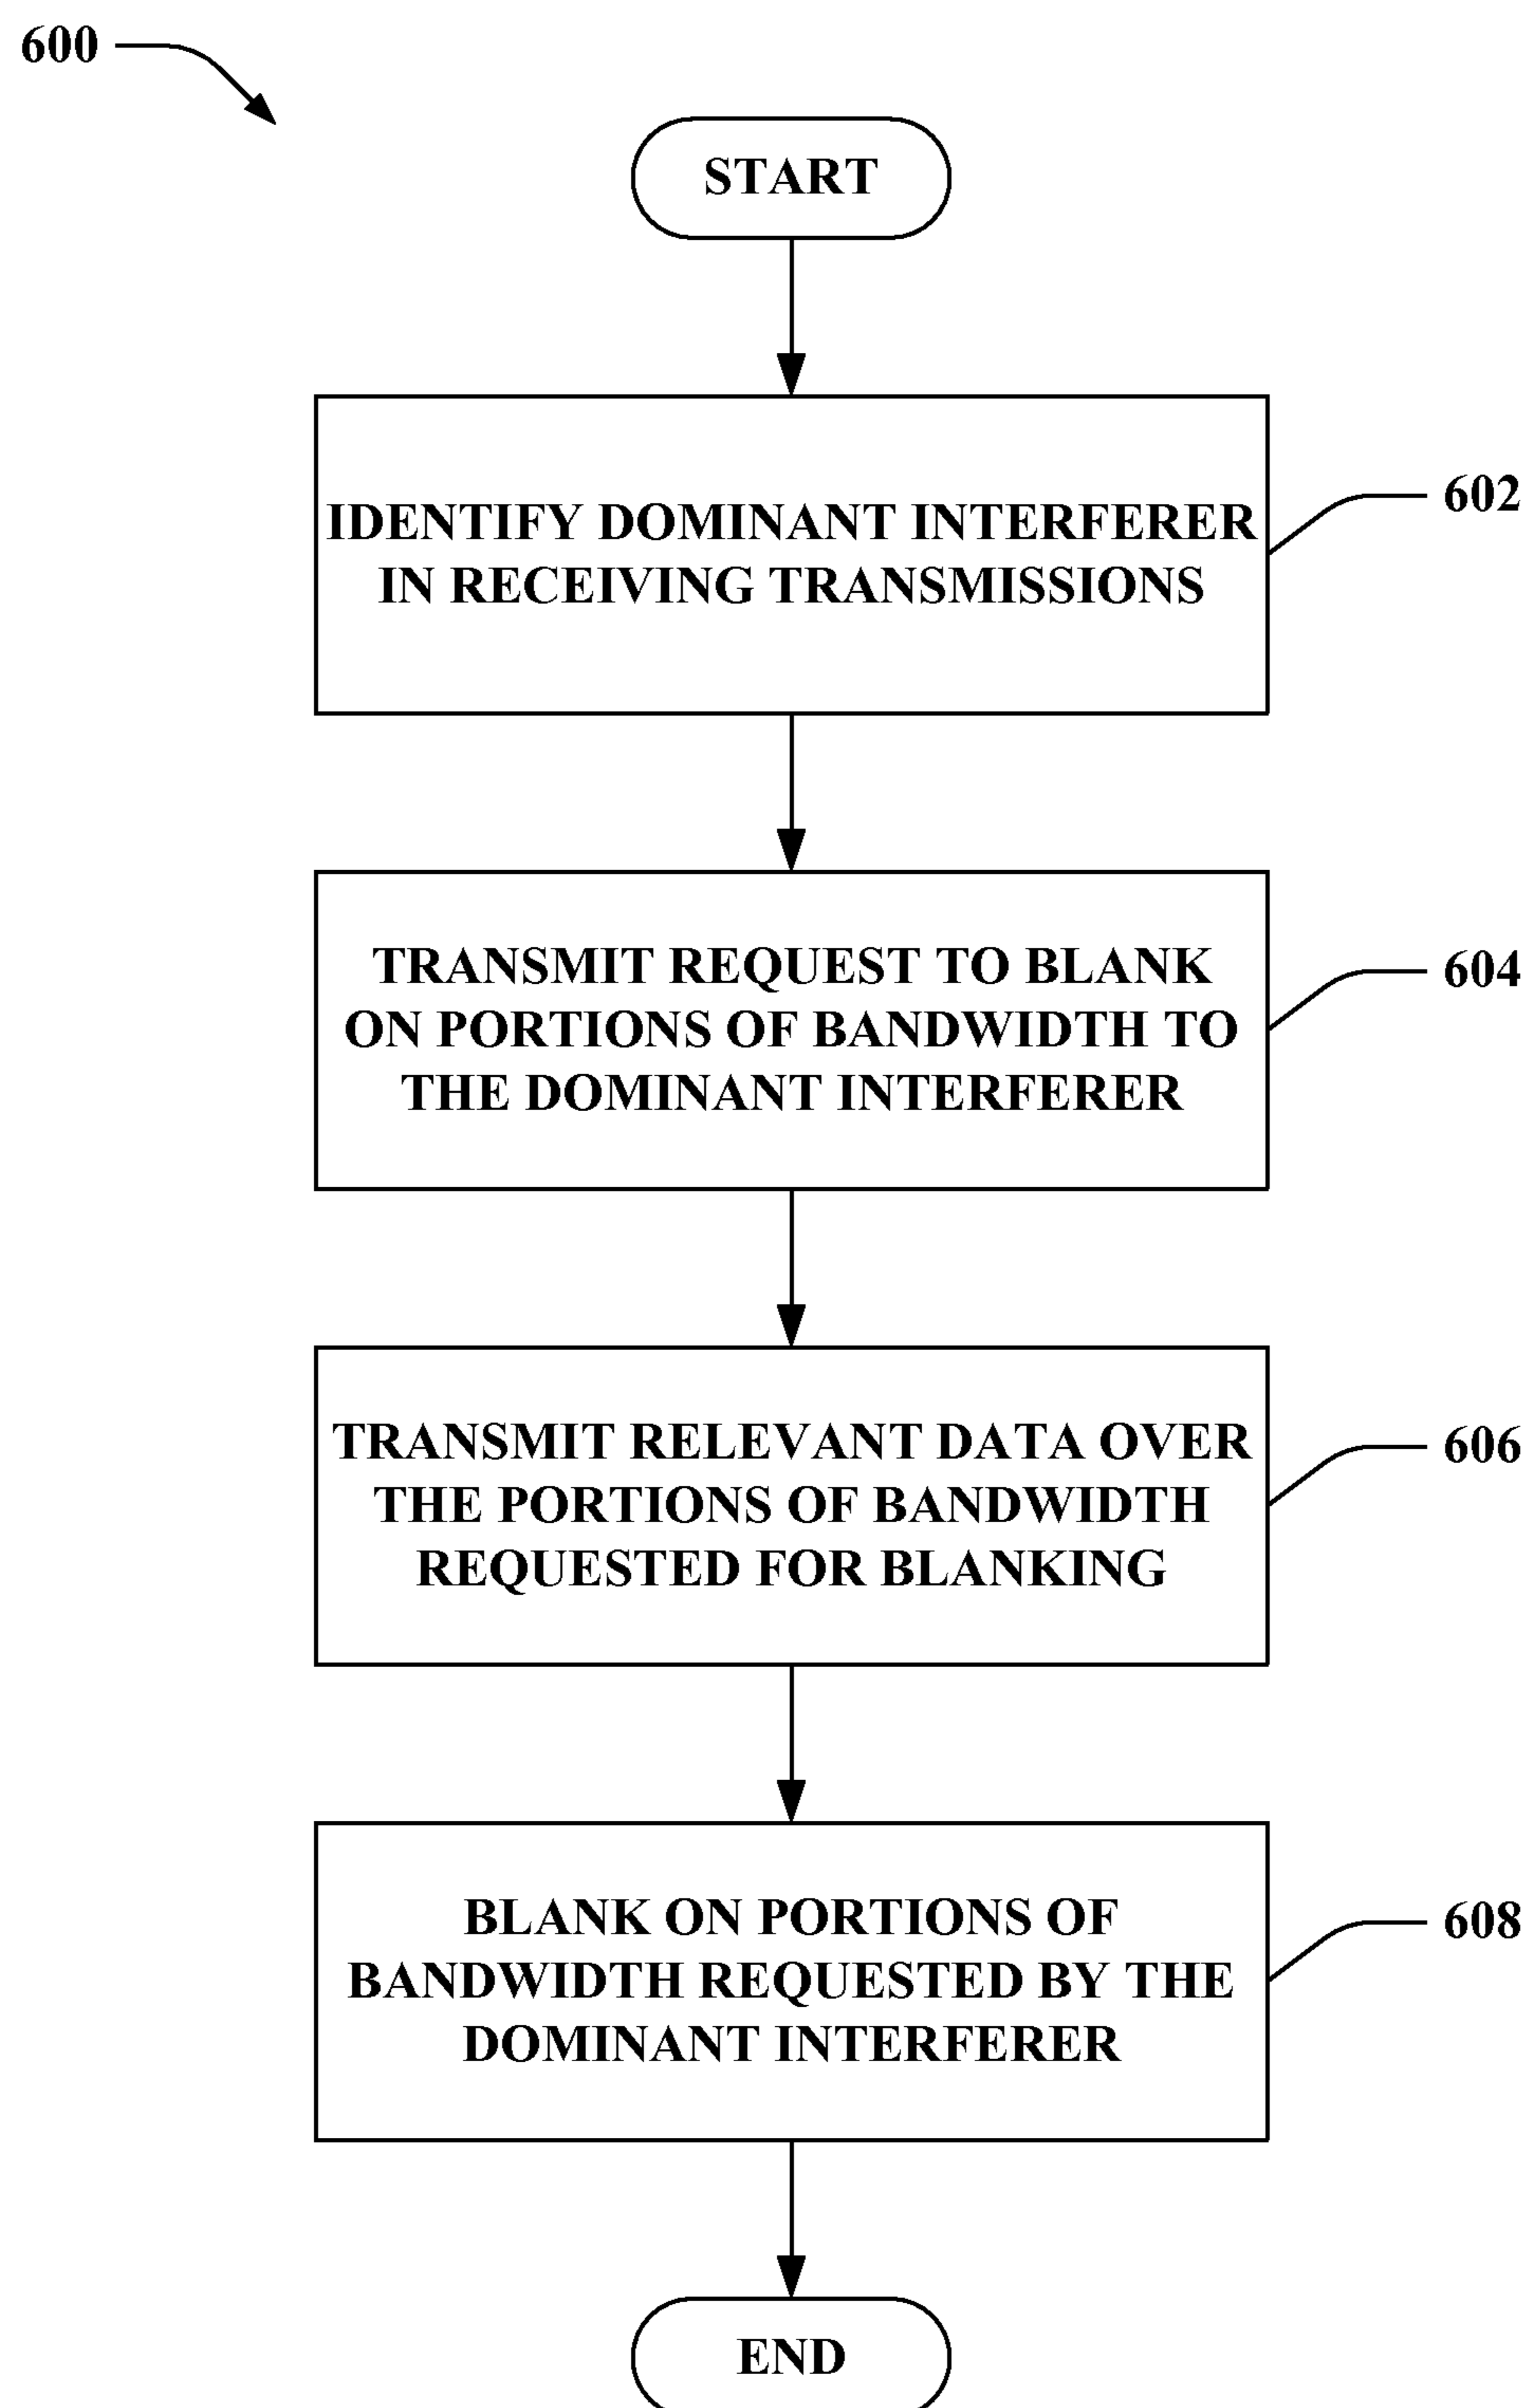 600
START
IDENTIFY DOMINANT INTERFERER
IN RECEIVING TRANSMISSIONS
602
TRANSMIT REQUEST TO BLANK
ON PORTIONS OF BANDWIDTH TO
THE DOMINANT INTERFERER
604
TRANSMIT RELEVANT DATA OVER
THE PORTIONS OF BANDWIDTH
REQUESTED FOR BLANKING
606
BLANK ON PORTIONS OF
BANDWIDTH REQUESTED BY THE
DOMINANT INTERFERER
608
END